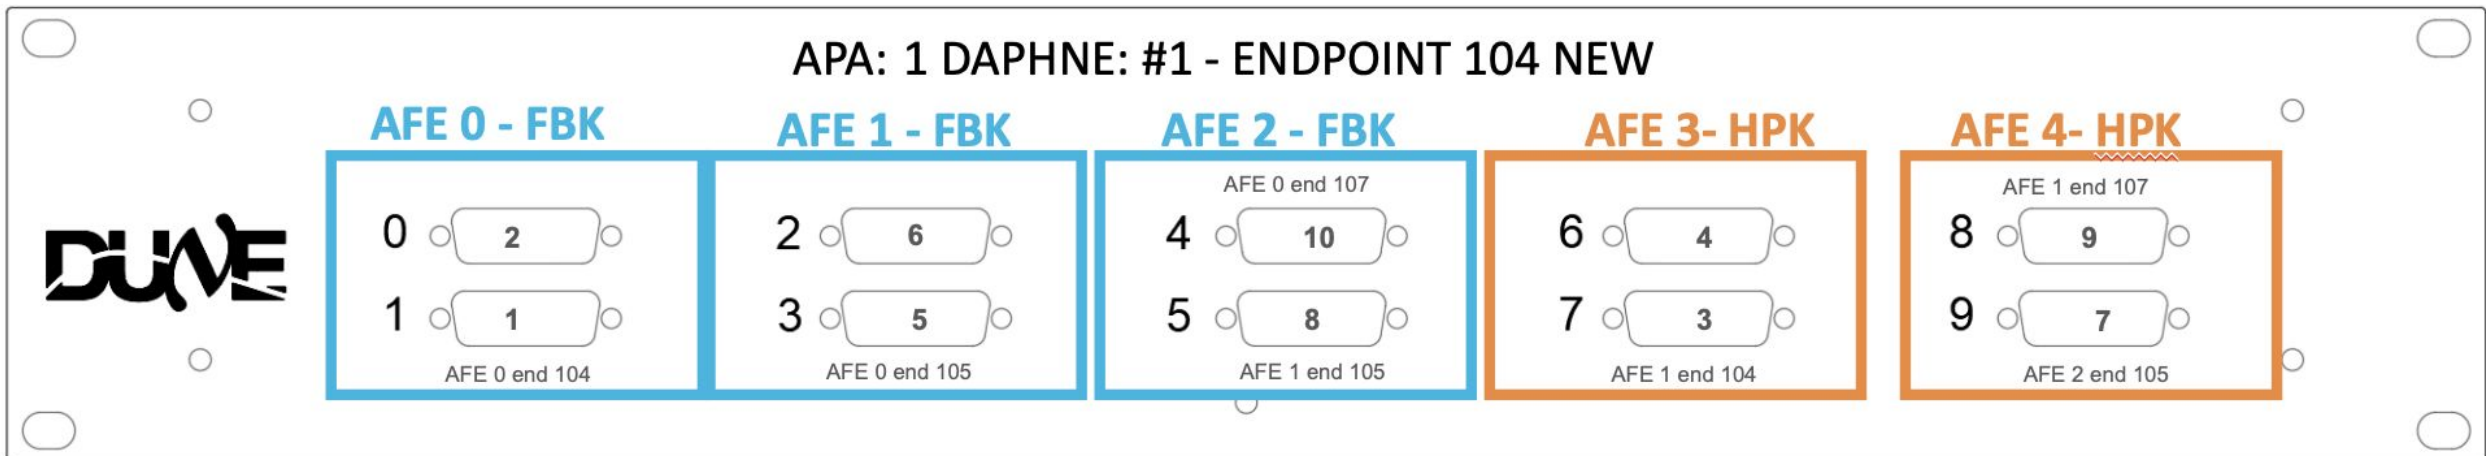 APA: 1 DAPHNE: #1 - ENDPOINT 104 NEW
AFE 0 - FBK
AFE 1 - FBK
AFE 2 - FBK
AFE 3- HPK
AFE 4- HPK
DUNE
0 2
1 1
AFE 0 end 104
2 6
3 5
AFE 0 end 105
AFE 0 end 107
4 10
5 8
AFE 1 end 105
6 4
7 3
AFE 1 end 104
AFE 1 end 107
8 9
9 7
AFE 2 end 105